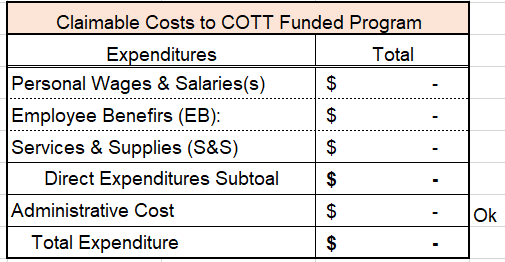 Claimable Costs to COTT Funded Program
Expenditures Total
Personal Wages & Salaries(s) $ -
Employee Benefirs (EB): $ -
Services & Supplies (S&S) $ -
Direct Expenditures Subtoal $ -
Administrative Cost $ - Ok
Total Expenditure $ -